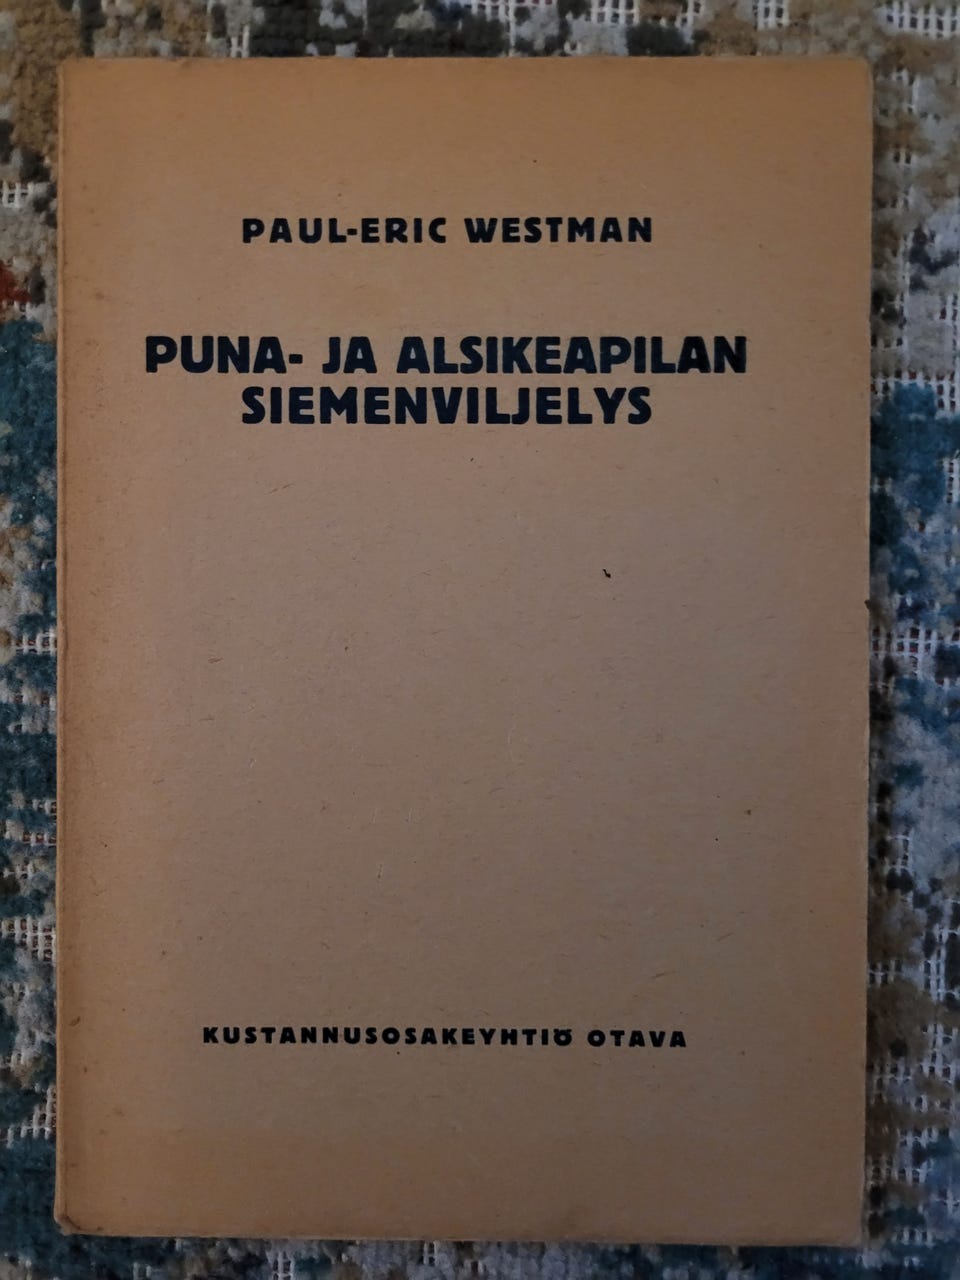 PAUL-ERIC WESTMAN
PUNA- JA ALSIKEAPILAN
SIEMENVILJELYS
KUSTANNUSOSAKEYHTIÖ OTAVA